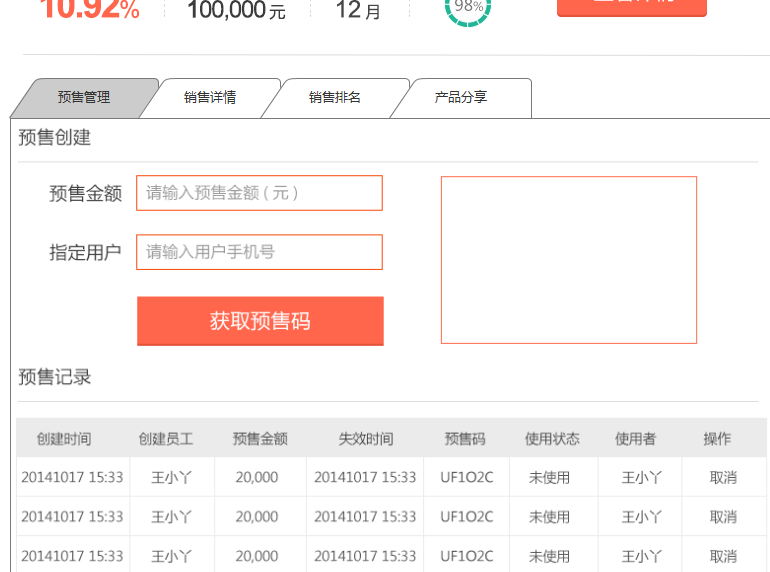 10.92% 100,000元 12月 98%
预售管理 销售详情 销售排名 产品分享
预售创建
预售金额 请输入预售金额 ( 元 )
指定用户 请输入用户手机号
获取预售码
预售记录
创建时间 创建员工 预售金额 失效时间 预售码 使用状态 使用者 操作
20141017 15:33 王小丫 20,000 20141017 15:33 UF1O2C 未使用 王小丫 取消
20141017 15:33 王小丫 20,000 20141017 15:33 UF1O2C 未使用 王小丫 取消
20141017 15:33 王小丫 20,000 20141017 15:33 UF1O2C 未使用 王小丫 取消